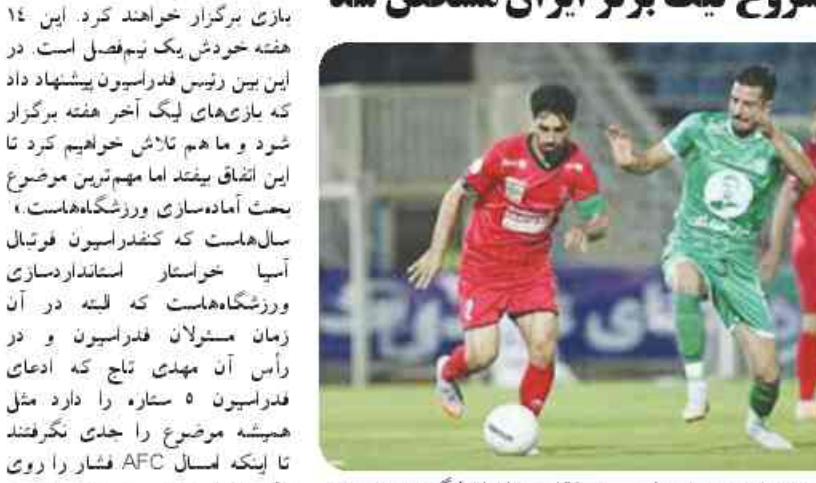 شروع لیگ برتر ایران مشخص شد
بازی برگزار خواهند کرد. این ۱۴
هفته خودش یک نیم‌فصل است. در
این بین رئیس فدراسیون پیشنهاد داد
که بازی‌های لیگ آخر هفته برگزار
شود و ما هم تلاش خواهیم کرد تا
این اتفاق بیفتد اما مهم‌ترین موضوع
بحث آماده‌سازی ورزشگاه‌هاست.»
سال‌هاست که کنفدراسیون فوتبال
آسیا خواستار استانداردسازی
ورزشگاه‌هاست که البته در آن
زمان مسئولان فدراسیون و در
رأس آن مهدی تاج که ادعای
فدراسیون ۵ ستاره را دارد مثل
همیشه موضوع را جدی نگرفتند
تا اینکه امسال AFC فشار را روی